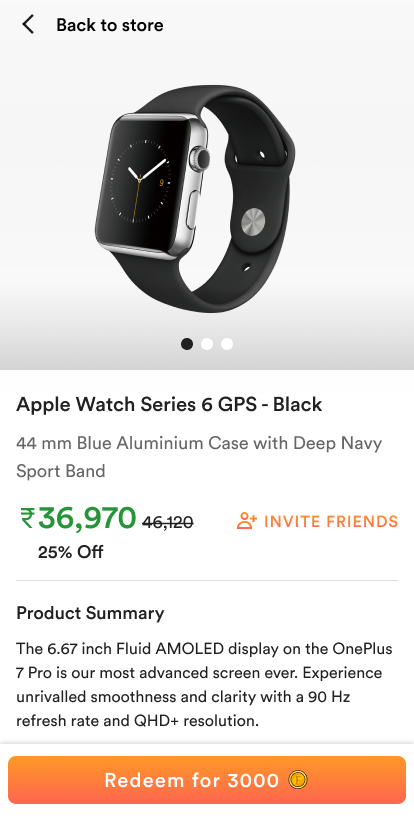 Back to store
9
Apple Watch Series 6 GPS - Black
44 mm Blue Aluminium Case with Deep Navy
Sport Band
₹36,970 46,120
INVITE FRIENDS
25% Off
Product Summary
The 6.67 inch Fluid AMOLED display on the OnePlus
7 Pro is our most advanced screen ever. Experience
unrivalled smoothness and clarity with a 90 Hz
refresh rate and QHD+ resolution.
Redeem for 3000